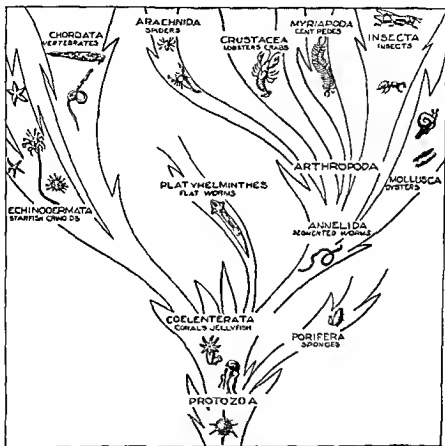 CHORDATA
VERTEBRATES
ARACHNIDA
SPIDERS
CRUSTACEA
LOBSTERS CRABS
MYRIAPODA
CENTPEDES
INSECTA
INSECTS
ARTHROPODA
MOLLUSCA
OYSTERS
PLATYHELMINTHES
FLAT WORMS
ECHINODERMATA
STARFISH CRINOIDS
ANNELIDA
SEGMENTED WORMS
COELENTERATA
CORALS JELLYFISH
PORIFERA
SPONGES
PROTOZOA